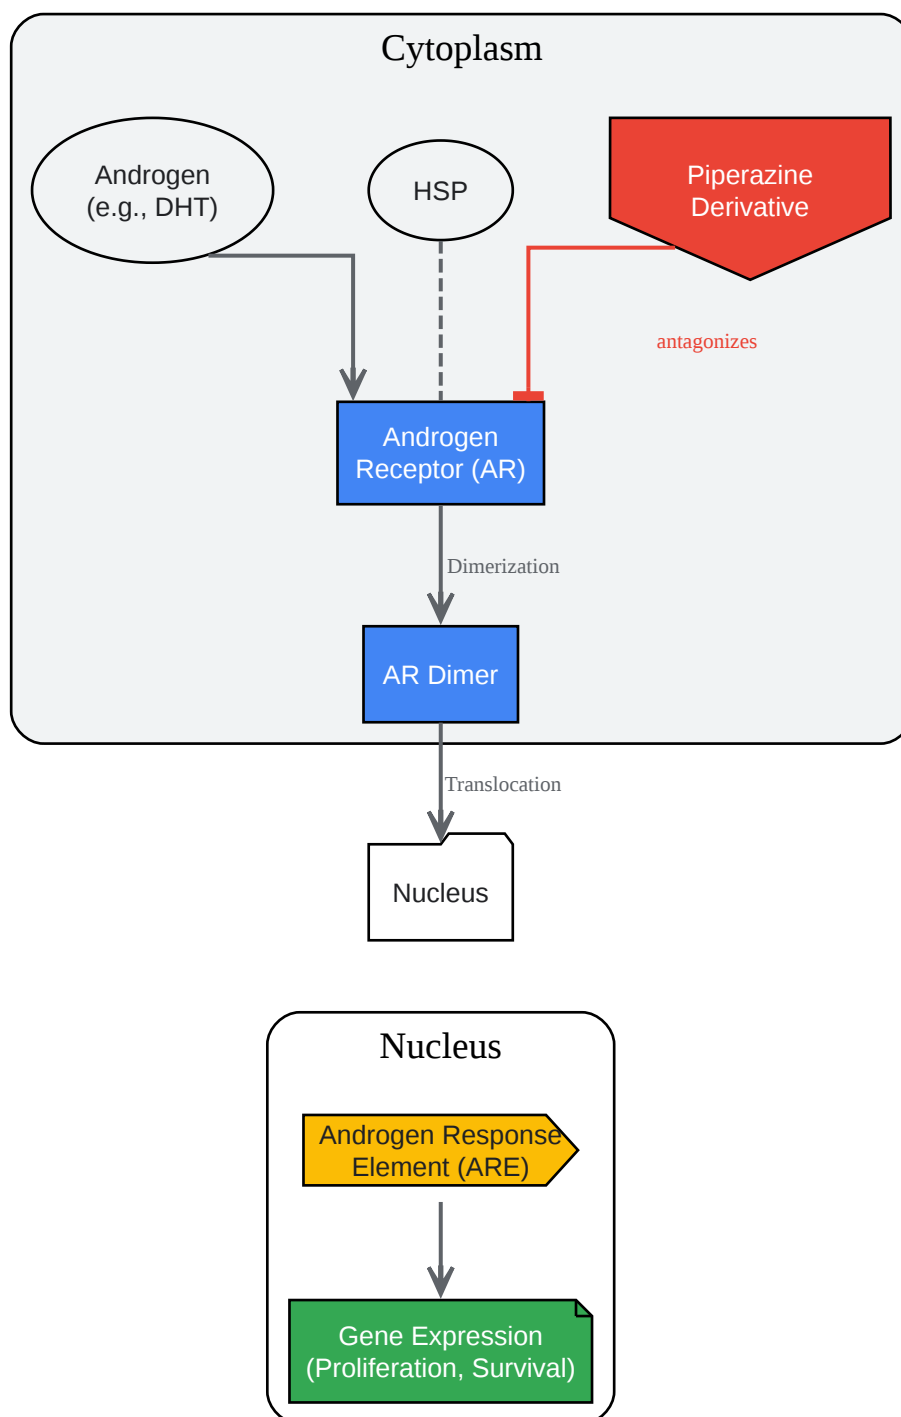 Cytoplasm
Androgen
(e.g., DHT)
HSP
Piperazine
Derivative
antagonizes
Androgen
Receptor (AR)
Dimerization
AR Dimer
Translocation
Nucleus
Nucleus
Androgen Response
Element (ARE)
Gene Expression
(Proliferation, Survival)